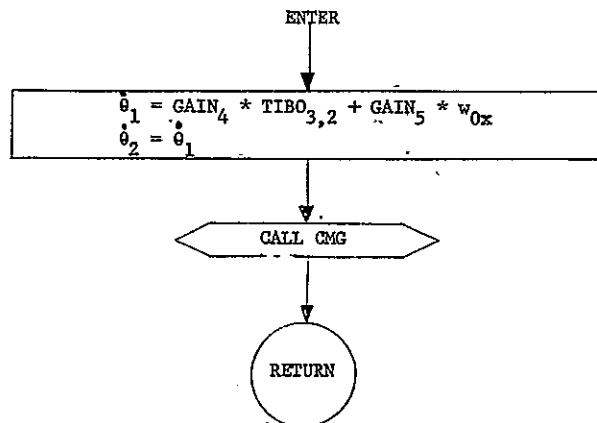 ENTER
θ̇₁ = GAIN₄ * TIBO₃,₂ + GAIN₅ * w₀ₓ
θ̇₂ = θ̇₁
CALL CMG
RETURN